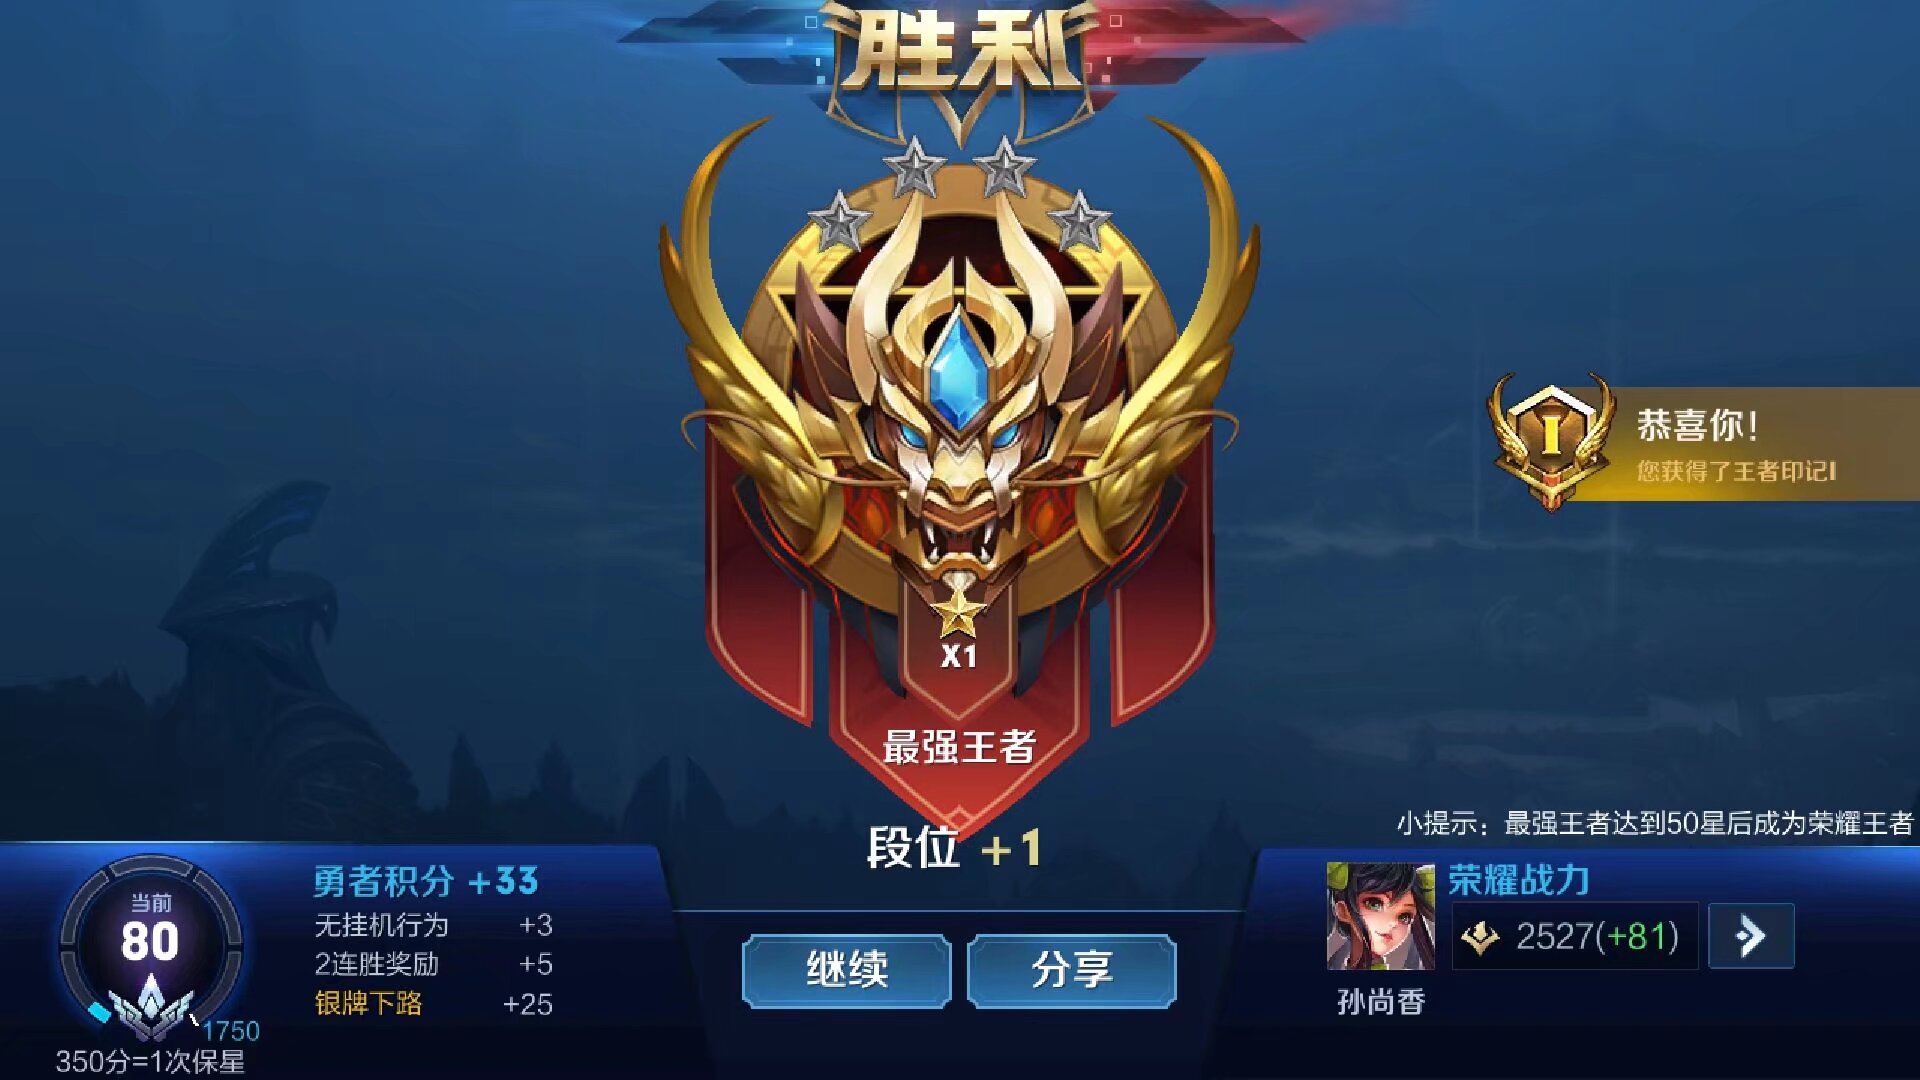 胜利
X1
最强王者
段位 +1
I
恭喜你!
您获得了王者印记I
小提示：最强王者达到50星后成为荣耀王者
当前
80
1750
350分=1次保星
勇者积分 +33
无挂机行为 +3
2连胜奖励 +5
银牌下路 +25
继续
分享
荣耀战力
2527(+81)
孙尚香